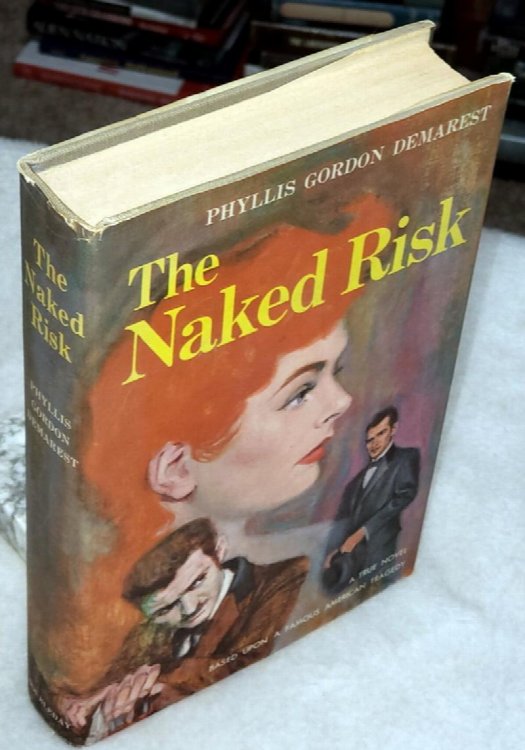 PHYLLIS GORDON DEMAREST
The
Naked Risk
A TRUE NOVEL
BASED UPON A FAMOUS AMERICAN TRAGEDY
The
Naked
Risk
PHYLLIS
GORDON
DEMAREST